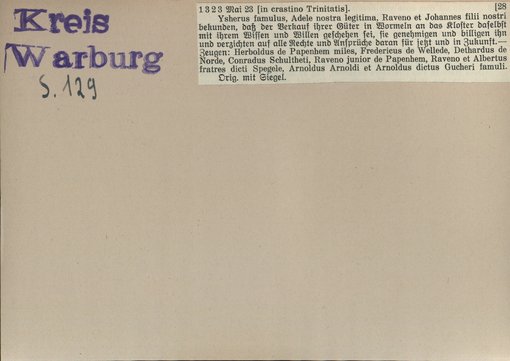 Kreis
Warburg
S. 129
1323 Mai 23 [in crastino Trinitatis]. [28
Ysherus famulus, Adele nostra legitima, Raveno et Johannes filii nostri
bekunden, daß der Verkauf ihrer Güter in Wormeln an das Kloster daselbst
mit ihrem Wissen und Willen geschehen sei, sie genehmigen und billigen ihn
und verzichten auf alle Rechte und Ansprüche daran für jetzt und in Zukunft. —
Zeugen: Herboldus de Papenhem miles, Fredericus de Wellede, Dethardus de
Norde, Conradus Schultheti, Raveno junior de Papenhem, Raveno et Albertus
fratres dicti Spegele, Arnoldus Arnoldi et Arnoldus dictus Gucheri famuli.
Orig. mit Siegel.